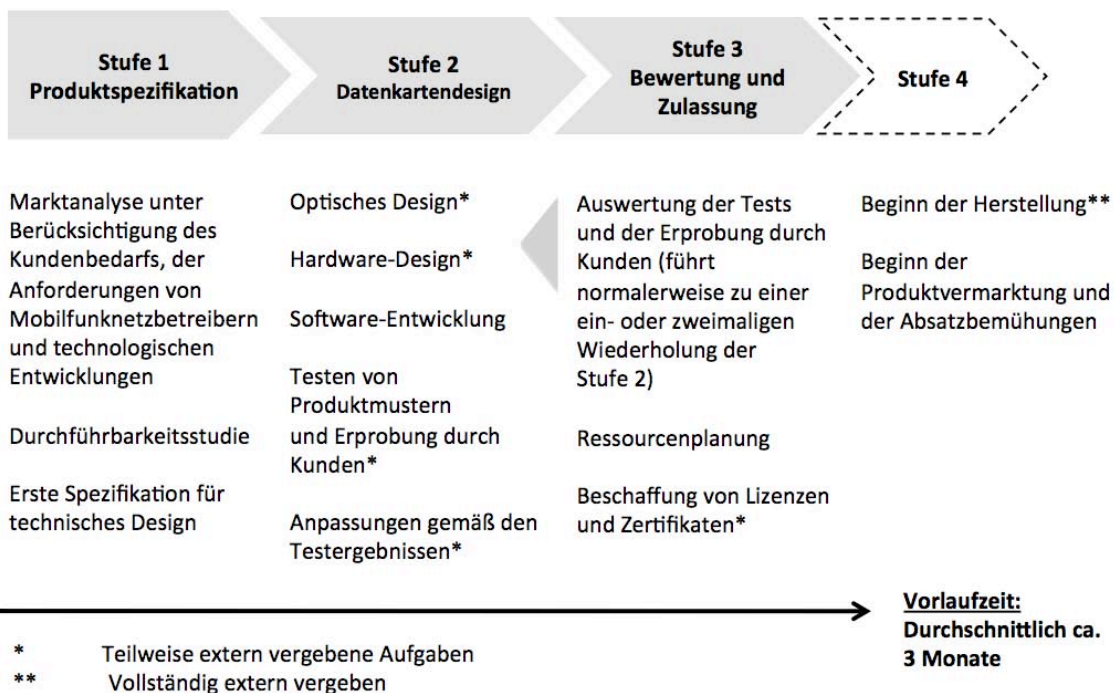 Stufe 1
Produktspezifikation
Stufe 2
Datenkartendesign
Stufe 3
Bewertung und
Zulassung
Stufe 4
Marktanalyse unter
Berücksichtigung des
Kundenbedarfs, der
Anforderungen von
Mobilfunknetzbetreibern
und technologischen
Entwicklungen
Durchführbarkeitsstudie
Erste Spezifikation für
technisches Design
Optisches Design*
Hardware-Design*
Software-Entwicklung
Testen von
Produktmustern
und Erprobung durch
Kunden*
Anpassungen gemäß den
Testergebnissen*
Auswertung der Tests
und der Erprobung durch
Kunden (führt
normalerweise zu einer
ein- oder zweimaligen
Wiederholung der
Stufe 2)
Ressourcenplanung
Beschaffung von Lizenzen
und Zertifikaten*
Beginn der Herstellung**
Beginn der
Produktvermarktung und
der Absatzbemühungen
Vorlaufzeit:
Durchschnittlich ca.
3 Monate
* Teilweise extern vergebene Aufgaben
** Vollständig extern vergeben